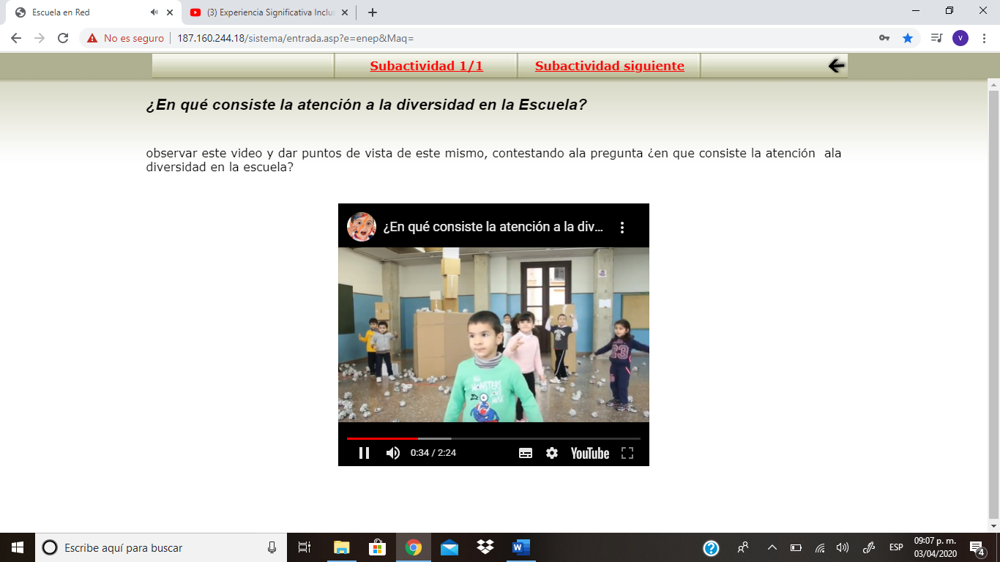 Escuela en Red
(3) Experiencia Significativa Inclus
No es seguro
187.160.244.18/sistema/entrada.asp?e=enep&Maq=
v
Subactividad 1/1
Subactividad siguiente
¿En qué consiste la atención a la diversidad en la Escuela?
observar este video y dar puntos de vista de este mismo, contestando ala pregunta ¿en que consiste la atención ala
diversidad en la escuela?
¿En qué consiste la atención a la div...
23
MONSTERS
0:34 / 2:24
YouTube
Escribe aquí para buscar
ESP
09:07 p. m.
03/04/2020
4